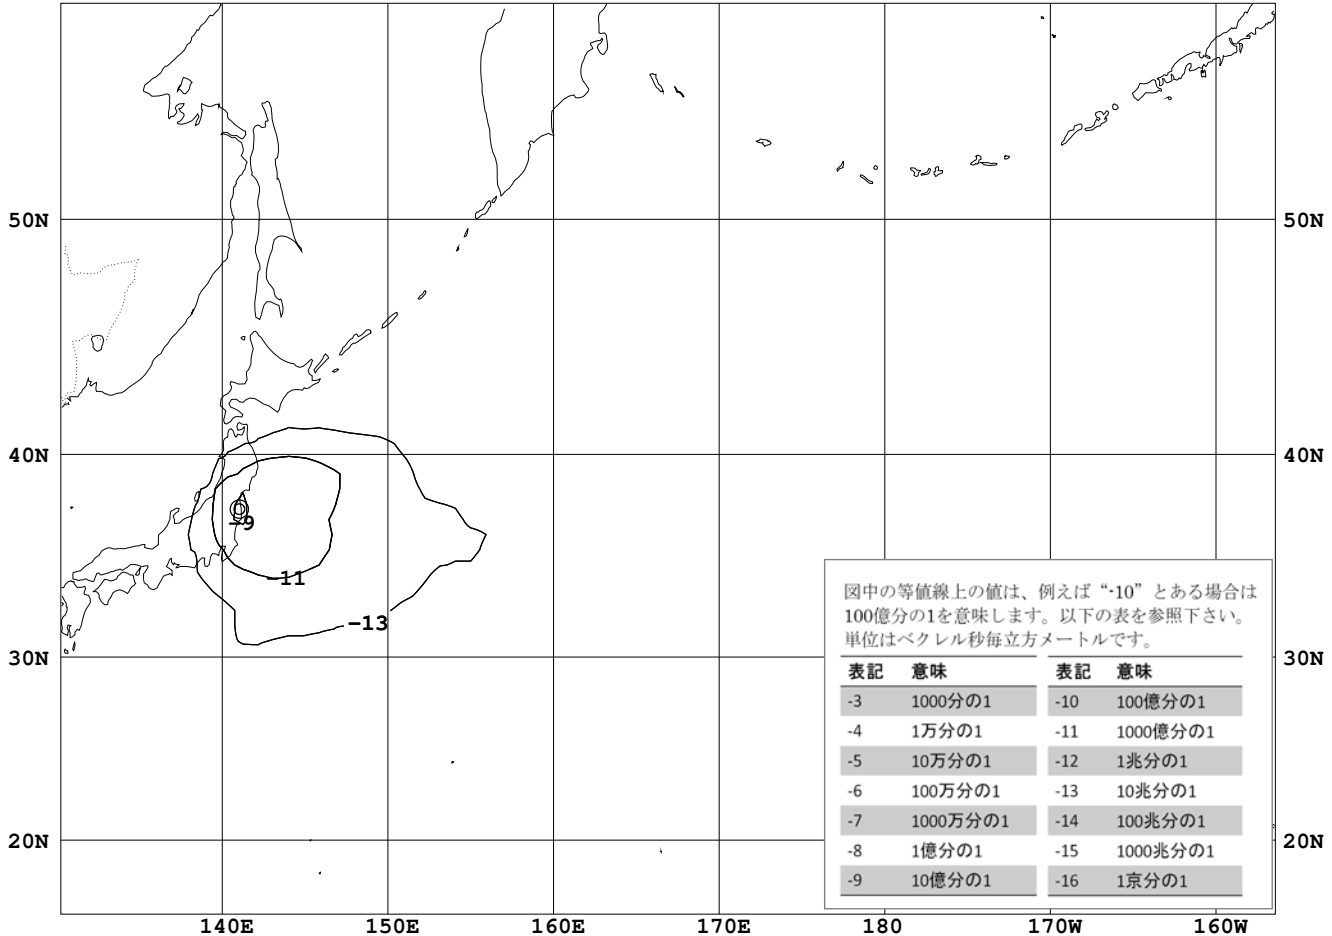 50N
50N
40N
40N
-9
-11
-13
図中の等値線上の値は、例えば“-10”とある場合は
100億分の1を意味します。以下の表を参照下さい。
単位はベクレル秒毎立方メートルです。
30N
30N
表記 意味 表記 意味
-3 1000分の1 -10 100億分の1
-4 1万分の1 -11 1000億分の1
-5 10万分の1 -12 1兆分の1
-6 100万分の1 -13 10兆分の1
-7 1000万分の1 -14 100兆分の1
20N
20N
-8 1億分の1 -15 1000兆分の1
-9 10億分の1 -16 1京分の1
140E 150E 160E 170E 180 170W 160W